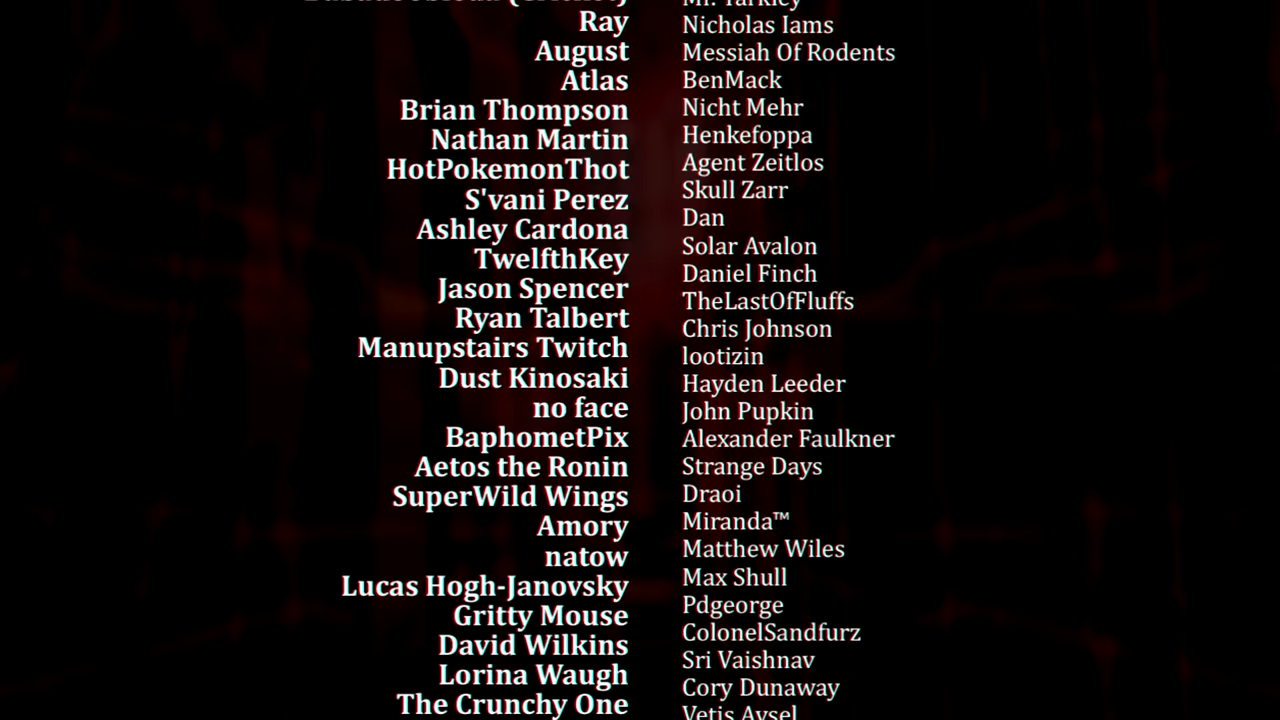 Ray
August
Atlas
Brian Thompson
Nathan Martin
HotPokemonThot
S'vani Perez
Ashley Cardona
TwelfthKey
Jason Spencer
Ryan Talbert
Manupstairs Twitch
Dust Kinosaki
no face
BaphometPix
Aetos the Ronin
SuperWild Wings
Amory
natow
Lucas Hogh-Janovsky
Gritty Mouse
David Wilkins
Lorina Waugh
The Crunchy One
Nicholas Iams
Messiah Of Rodents
BenMack
Nicht Mehr
Henkefoppa
Agent Zeitlos
Skull Zarr
Dan
Solar Avalon
Daniel Finch
TheLastOfFluffs
Chris Johnson
lootizin
Hayden Leeder
John Pupkin
Alexander Faulkner
Strange Days
Draoi
Miranda™
Matthew Wiles
Max Shull
Pdgeorge
ColonelSandfurz
Sri Vaishnav
Cory Dunaway